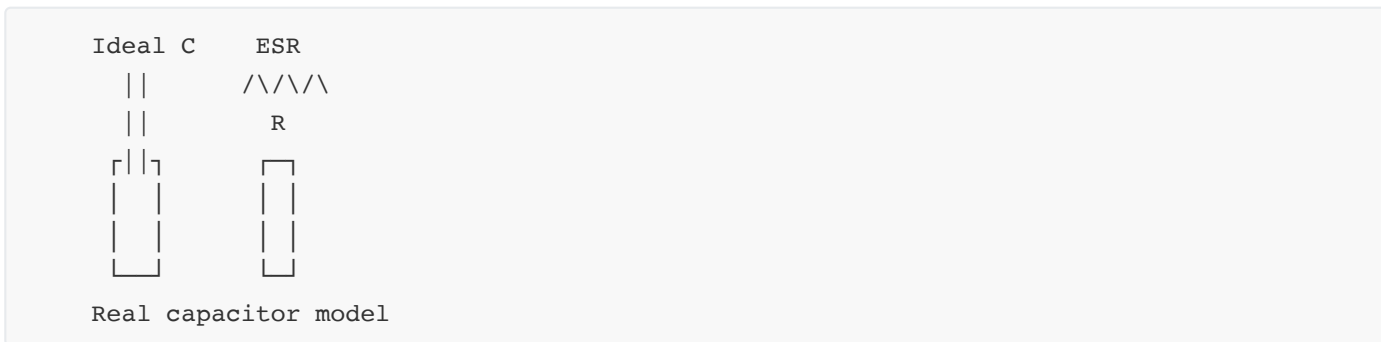 Ideal C    ESR
||      /\/\/\
||        R
┌||┐      ┌─┐
│  │      │ │
│  │      │ │
└──┘      └─┘
Real capacitor model